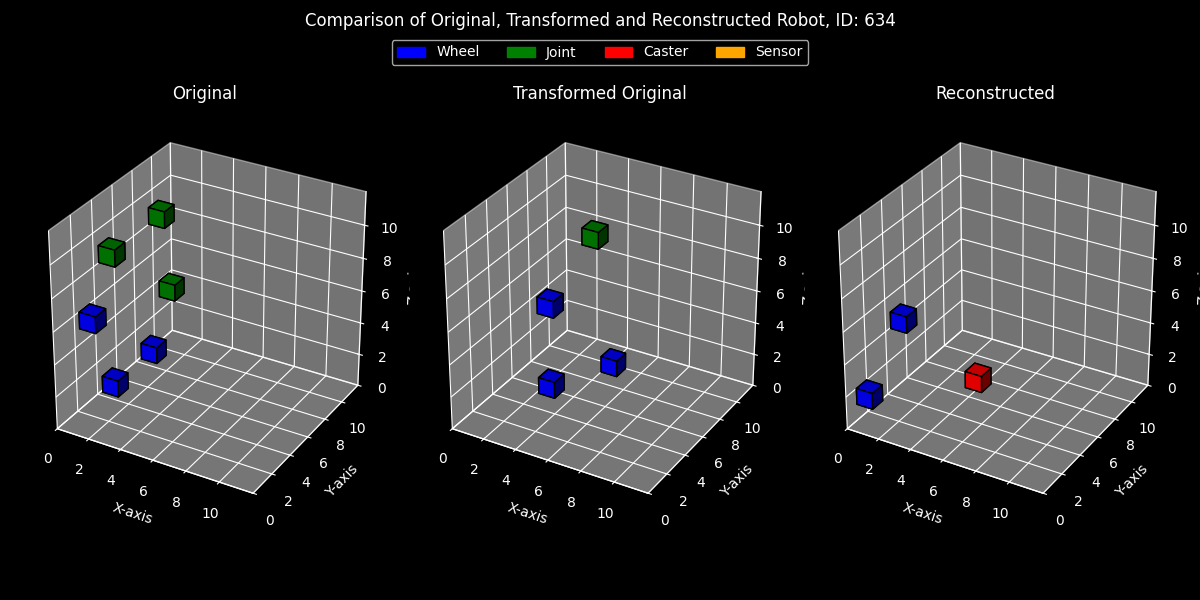 Comparison of Original, Transformed and Reconstructed Robot, ID: 634
Wheel Joint Caster Sensor
Original Transformed Original Reconstructed
10 10 10
8 8 8
6 6 6
4 4 4
2 2 2
0 0 0
0 2 4 6 8 10 0 2 4 6 8 10 0 2 4 6 8 10
0 2 4 6 8 10 0 2 4 6 8 10 0 2 4 6 8 10
X-axis Y-axis X-axis Y-axis X-axis Y-axis